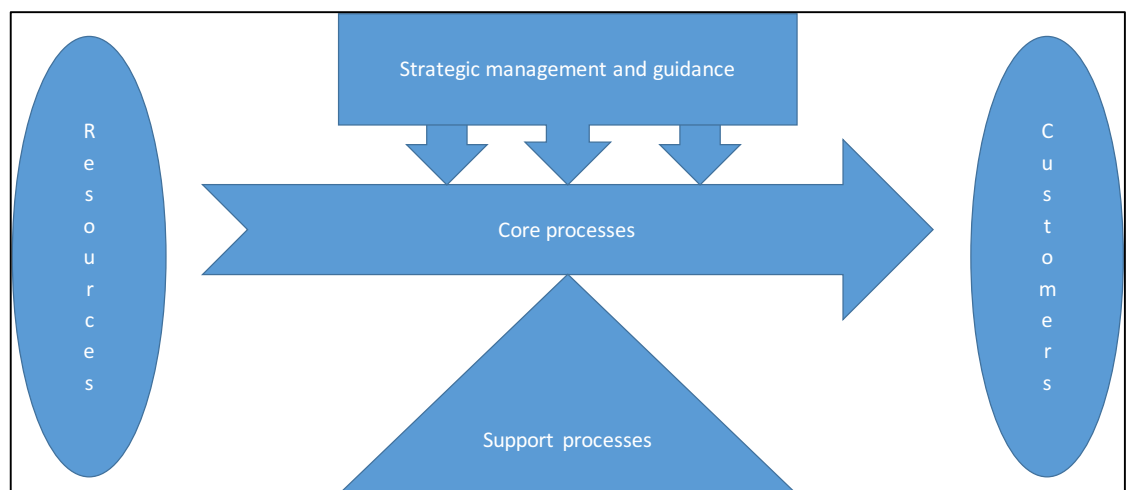 Strategic management and guidance
Resources
Customers
Core processes
Support processes